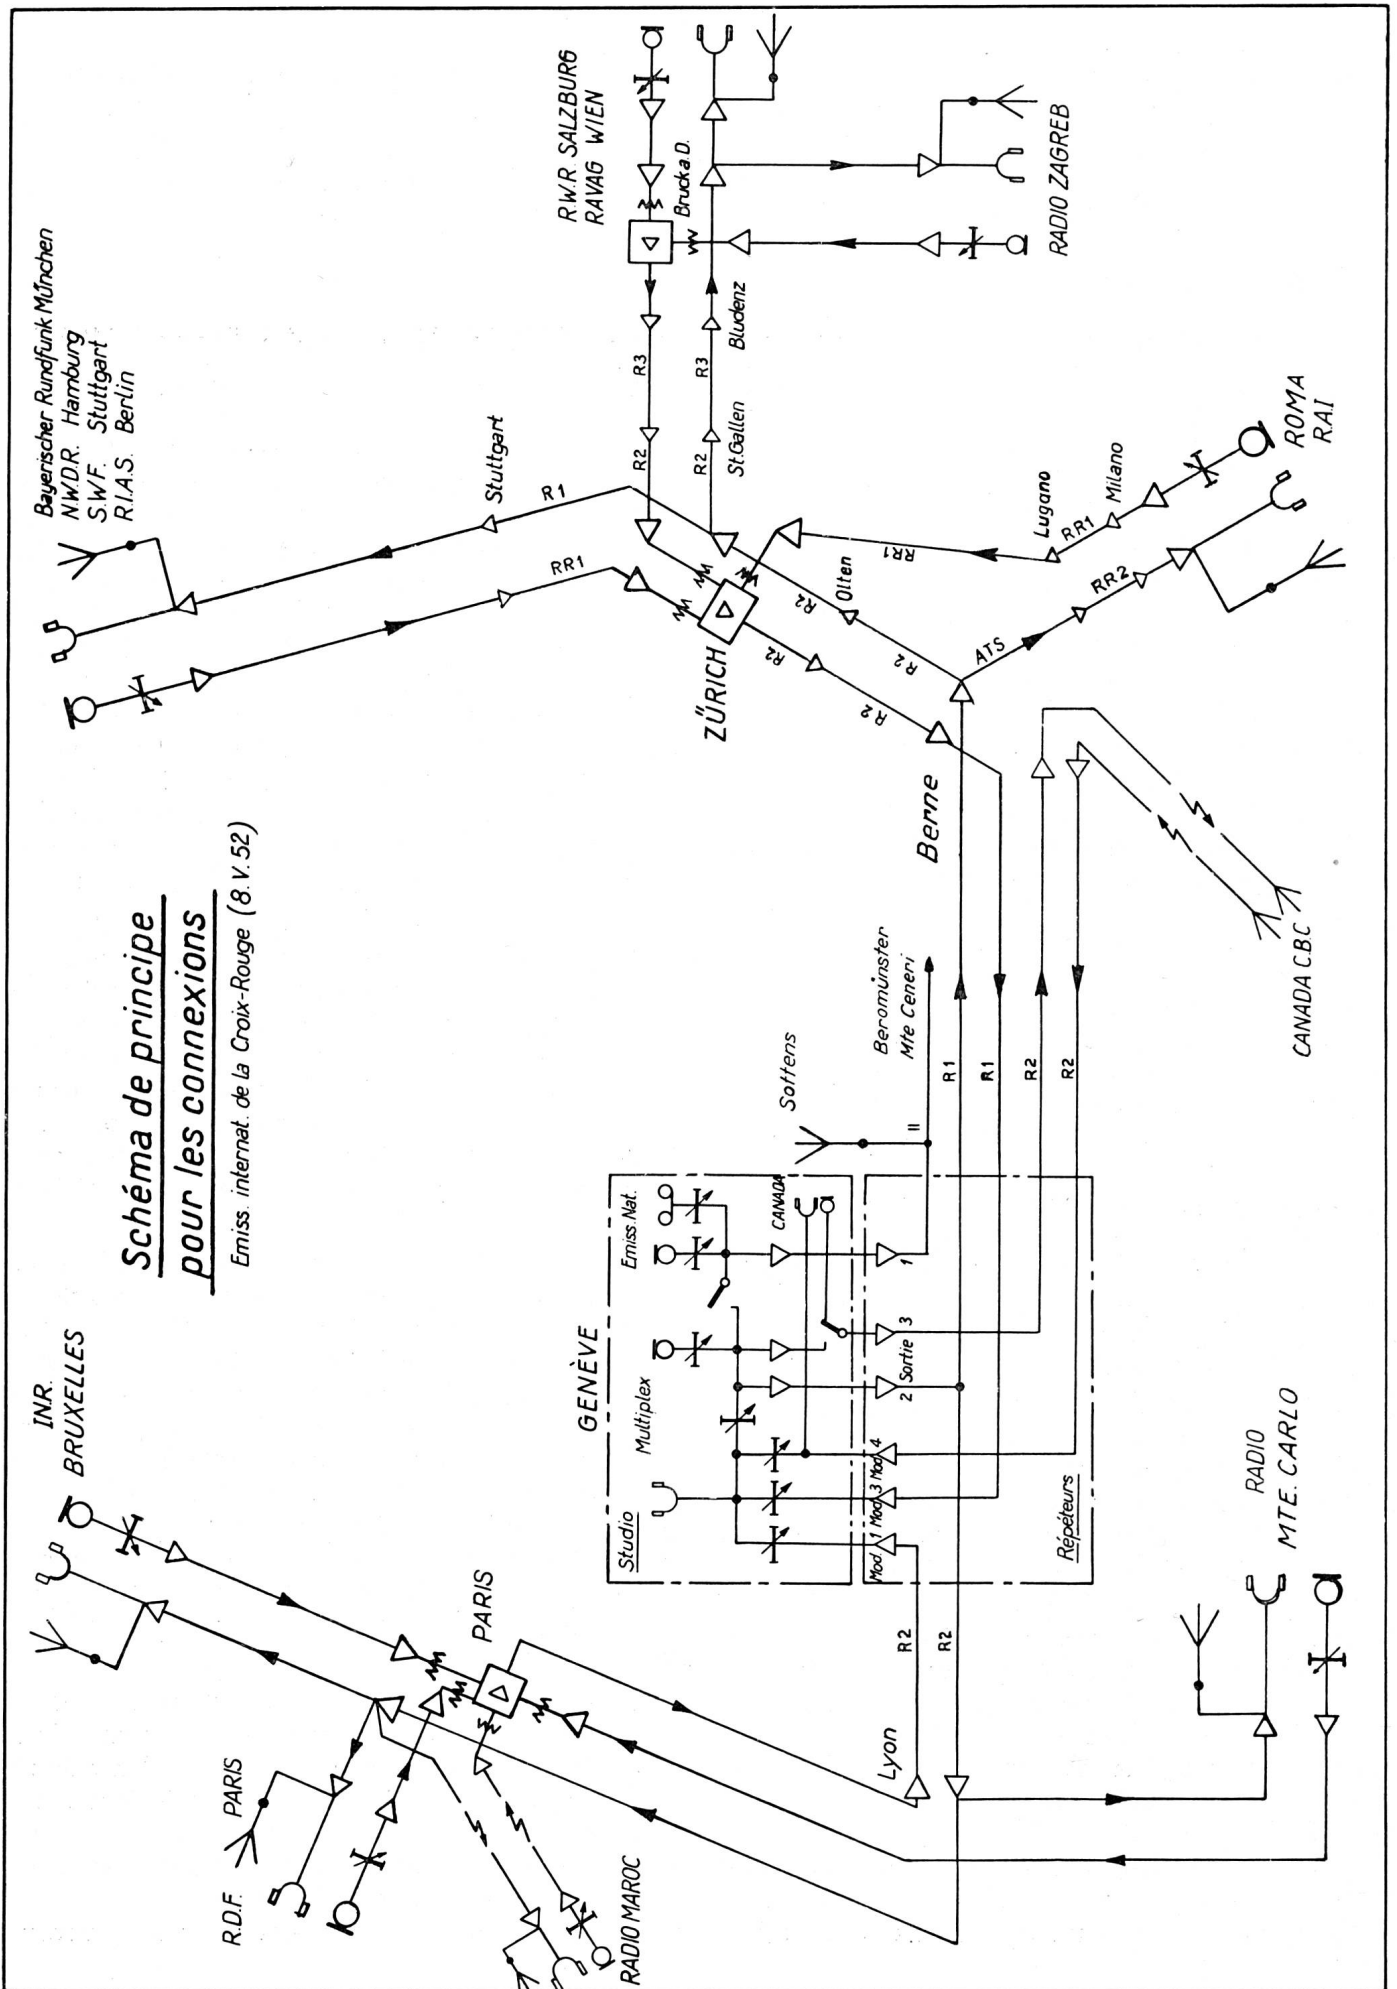 Schéma de principe
pour les connexions
Emiss. internat. de la Croix-Rouge (8.V.52)
I.N.R.
BRUXELLES
R.D.F. PARIS
RADIO MAROC
PARIS
Lyon
R2
R2
RADIO
MTE. CARLO
GENÈVE
Studio
Multiplex
Emiss. Nat.
CANADA
Mod 1
Mod 3
Mod 4
2
Sortie
3
1
Répéteurs
Sottens
II
Beromünster
Mte Ceneri
R1
R1
R2
R2
Berne
CANADA C.B.C
Bayerischer Rundfunk München
N.W.D.R. Hamburg
S.W.F. Stuttgart
R.I.A.S. Berlin
Stuttgart
R1
RR1
ZÜRICH
R2
R2
R2
R2
Olten
ATS
RR2
RR1
Lugano
RR1
Milano
ROMA
R.A.I
R2
R3
R2
R3
St.Gallen
Bludenz
R.W.R. SALZBURG
RAVAG WIEN
Bruck a.D.
RADIO ZAGREB